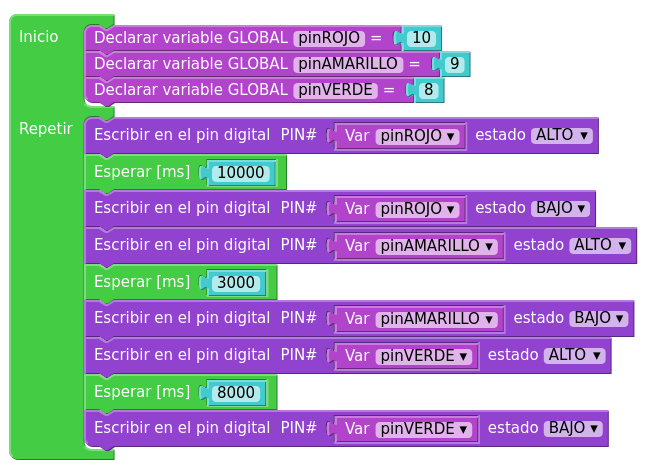 Inicio
Declarar variable GLOBAL pinROJO = 10
Declarar variable GLOBAL pinAMARILLO = 9
Declarar variable GLOBAL pinVERDE = 8
Repetir
Escribir en el pin digital PIN# Var pinROJO ▾ estado ALTO ▾
Esperar [ms] 10000
Escribir en el pin digital PIN# Var pinROJO ▾ estado BAJO ▾
Escribir en el pin digital PIN# Var pinAMARILLO ▾ estado ALTO ▾
Esperar [ms] 3000
Escribir en el pin digital PIN# Var pinAMARILLO ▾ estado BAJO ▾
Escribir en el pin digital PIN# Var pinVERDE ▾ estado ALTO ▾
Esperar [ms] 8000
Escribir en el pin digital PIN# Var pinVERDE ▾ estado BAJO ▾